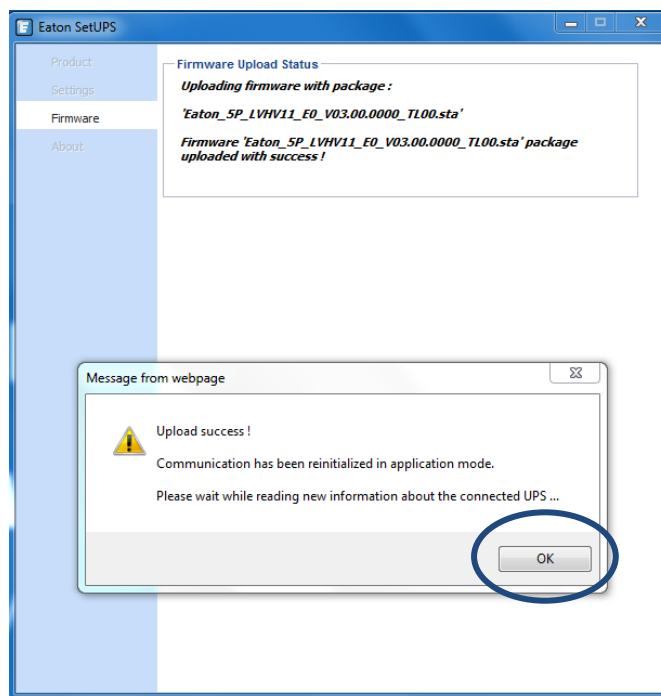 Eaton SetUPS
Product
Settings
Firmware
About
Firmware Upload Status
Uploading firmware with package :
'Eaton_5P_LVHV11_E0_V03.00.0000_TL00.sta'
Firmware 'Eaton_5P_LVHV11_E0_V03.00.0000_TL00.sta' package
uploaded with success !
Message from webpage
Upload success !
Communication has been reinitialized in application mode.
Please wait while reading new information about the connected UPS ...
OK